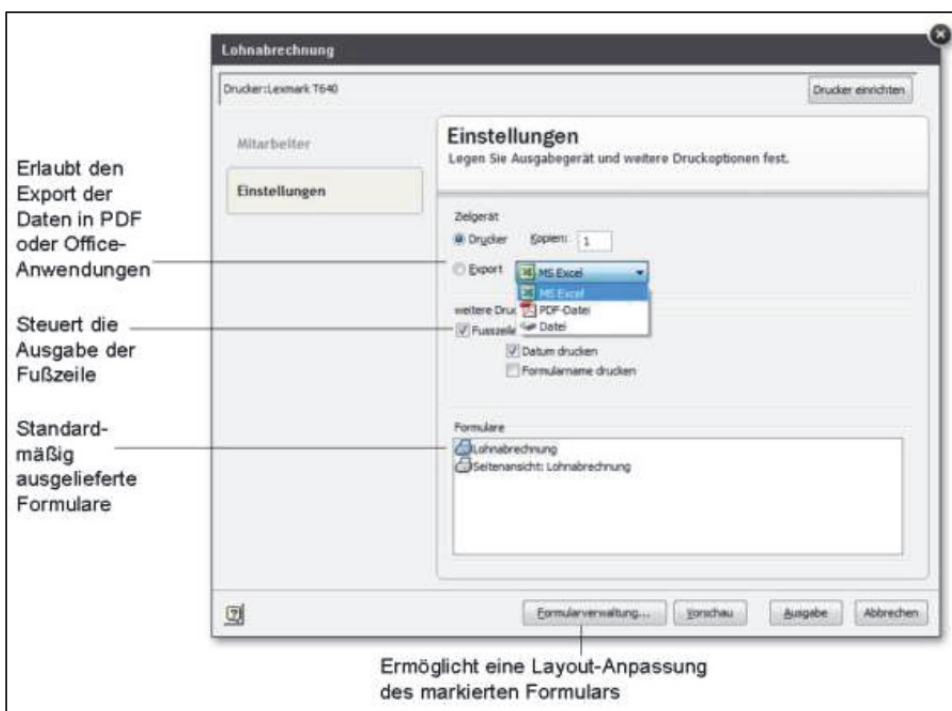 Lohnabrechnung
Drucker:Lexmark T640
Drucker einrichten
Mitarbeiter
Einstellungen
Einstellungen
Legen Sie Ausgabegerät und weitere Druckoptionen fest.
Erlaubt den
Export der
Daten in PDF
oder Office-
Anwendungen
Zielgerät
Drucker
Kopien:
1
Export
MS Excel
MS Excel
PDF-Datei
Datei
weitere Druc
Fusszeile
Datum drucken
Formularname drucken
Steuert die
Ausgabe der
Fußzeile
Standard-
mäßig
ausgelieferte
Formulare
Formulare
Lohnabrechnung
Seitenansicht: Lohnabrechnung
Formularverwaltung...
Vorschau
Ausgabe
Abbrechen
Ermöglicht eine Layout-Anpassung
des markierten Formulars